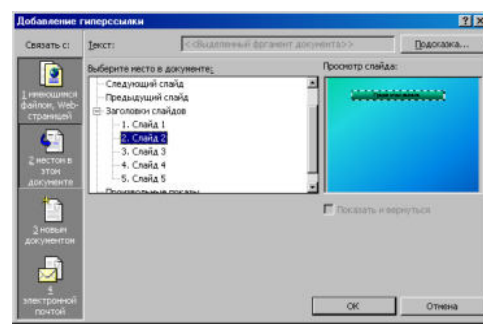 Добавление гиперссылки
Связать с:
Текст:
<<Выделенный фрагмент документа>>
Подсказка...
Выберите место в документе:
Просмотр слайда:
1 имеющимся файлом, Web-страницей
2 местом в этом документе
3 новым документом
4 электронной почтой
Следующий слайд
Предыдущий слайд
Заголовки слайдов
1. Слайд 1
2. Слайд 2
3. Слайд 3
4. Слайд 4
5. Слайд 5
Произвольные показы
Показать и вернуться
OK
Отмена